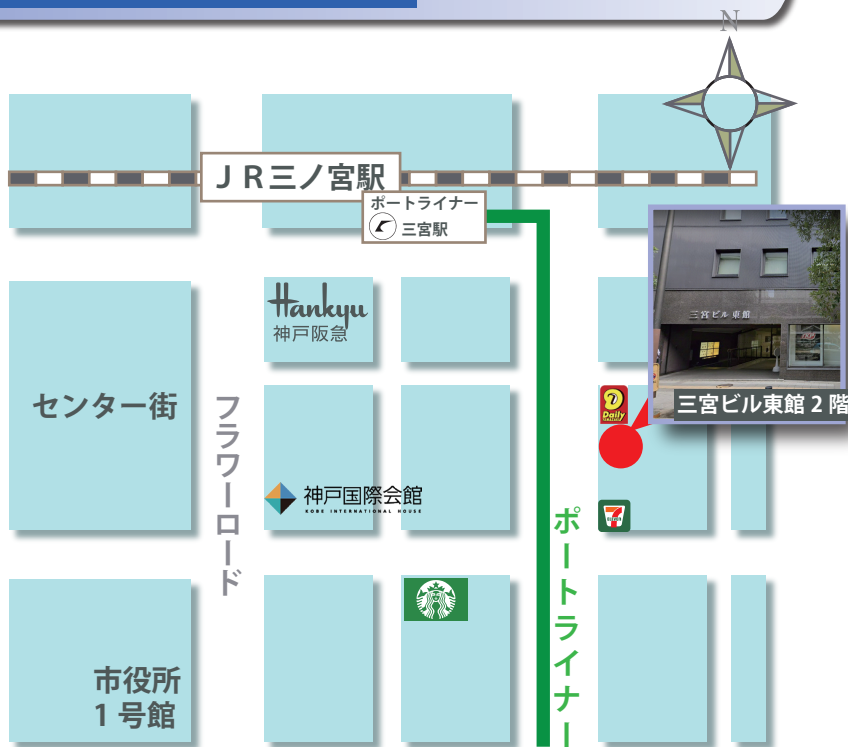 N
ＪＲ三ノ宮駅
ポートライナー
三宮駅
Hankyu
神戸阪急
三宮ビル東館
センター街
フラワーロード
Daily
三宮ビル東館 2 階
神戸国際会館
KOBE INTERNATIONAL HOUSE
7
ELEVEN
ポートライナー
市役所
1 号館